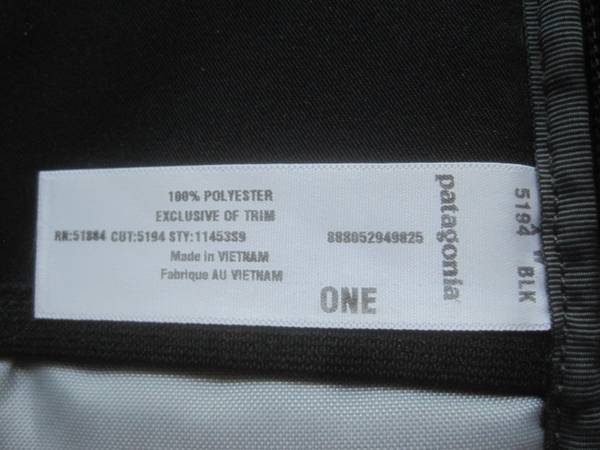 100% POLYESTER
EXCLUSIVE OF TRIM
RN:51884 CUT:5194 STY:11453S9
888052949825
Made in VIETNAM
Fabrique AU VIETNAM
ONE
patagonia
5194 BLK